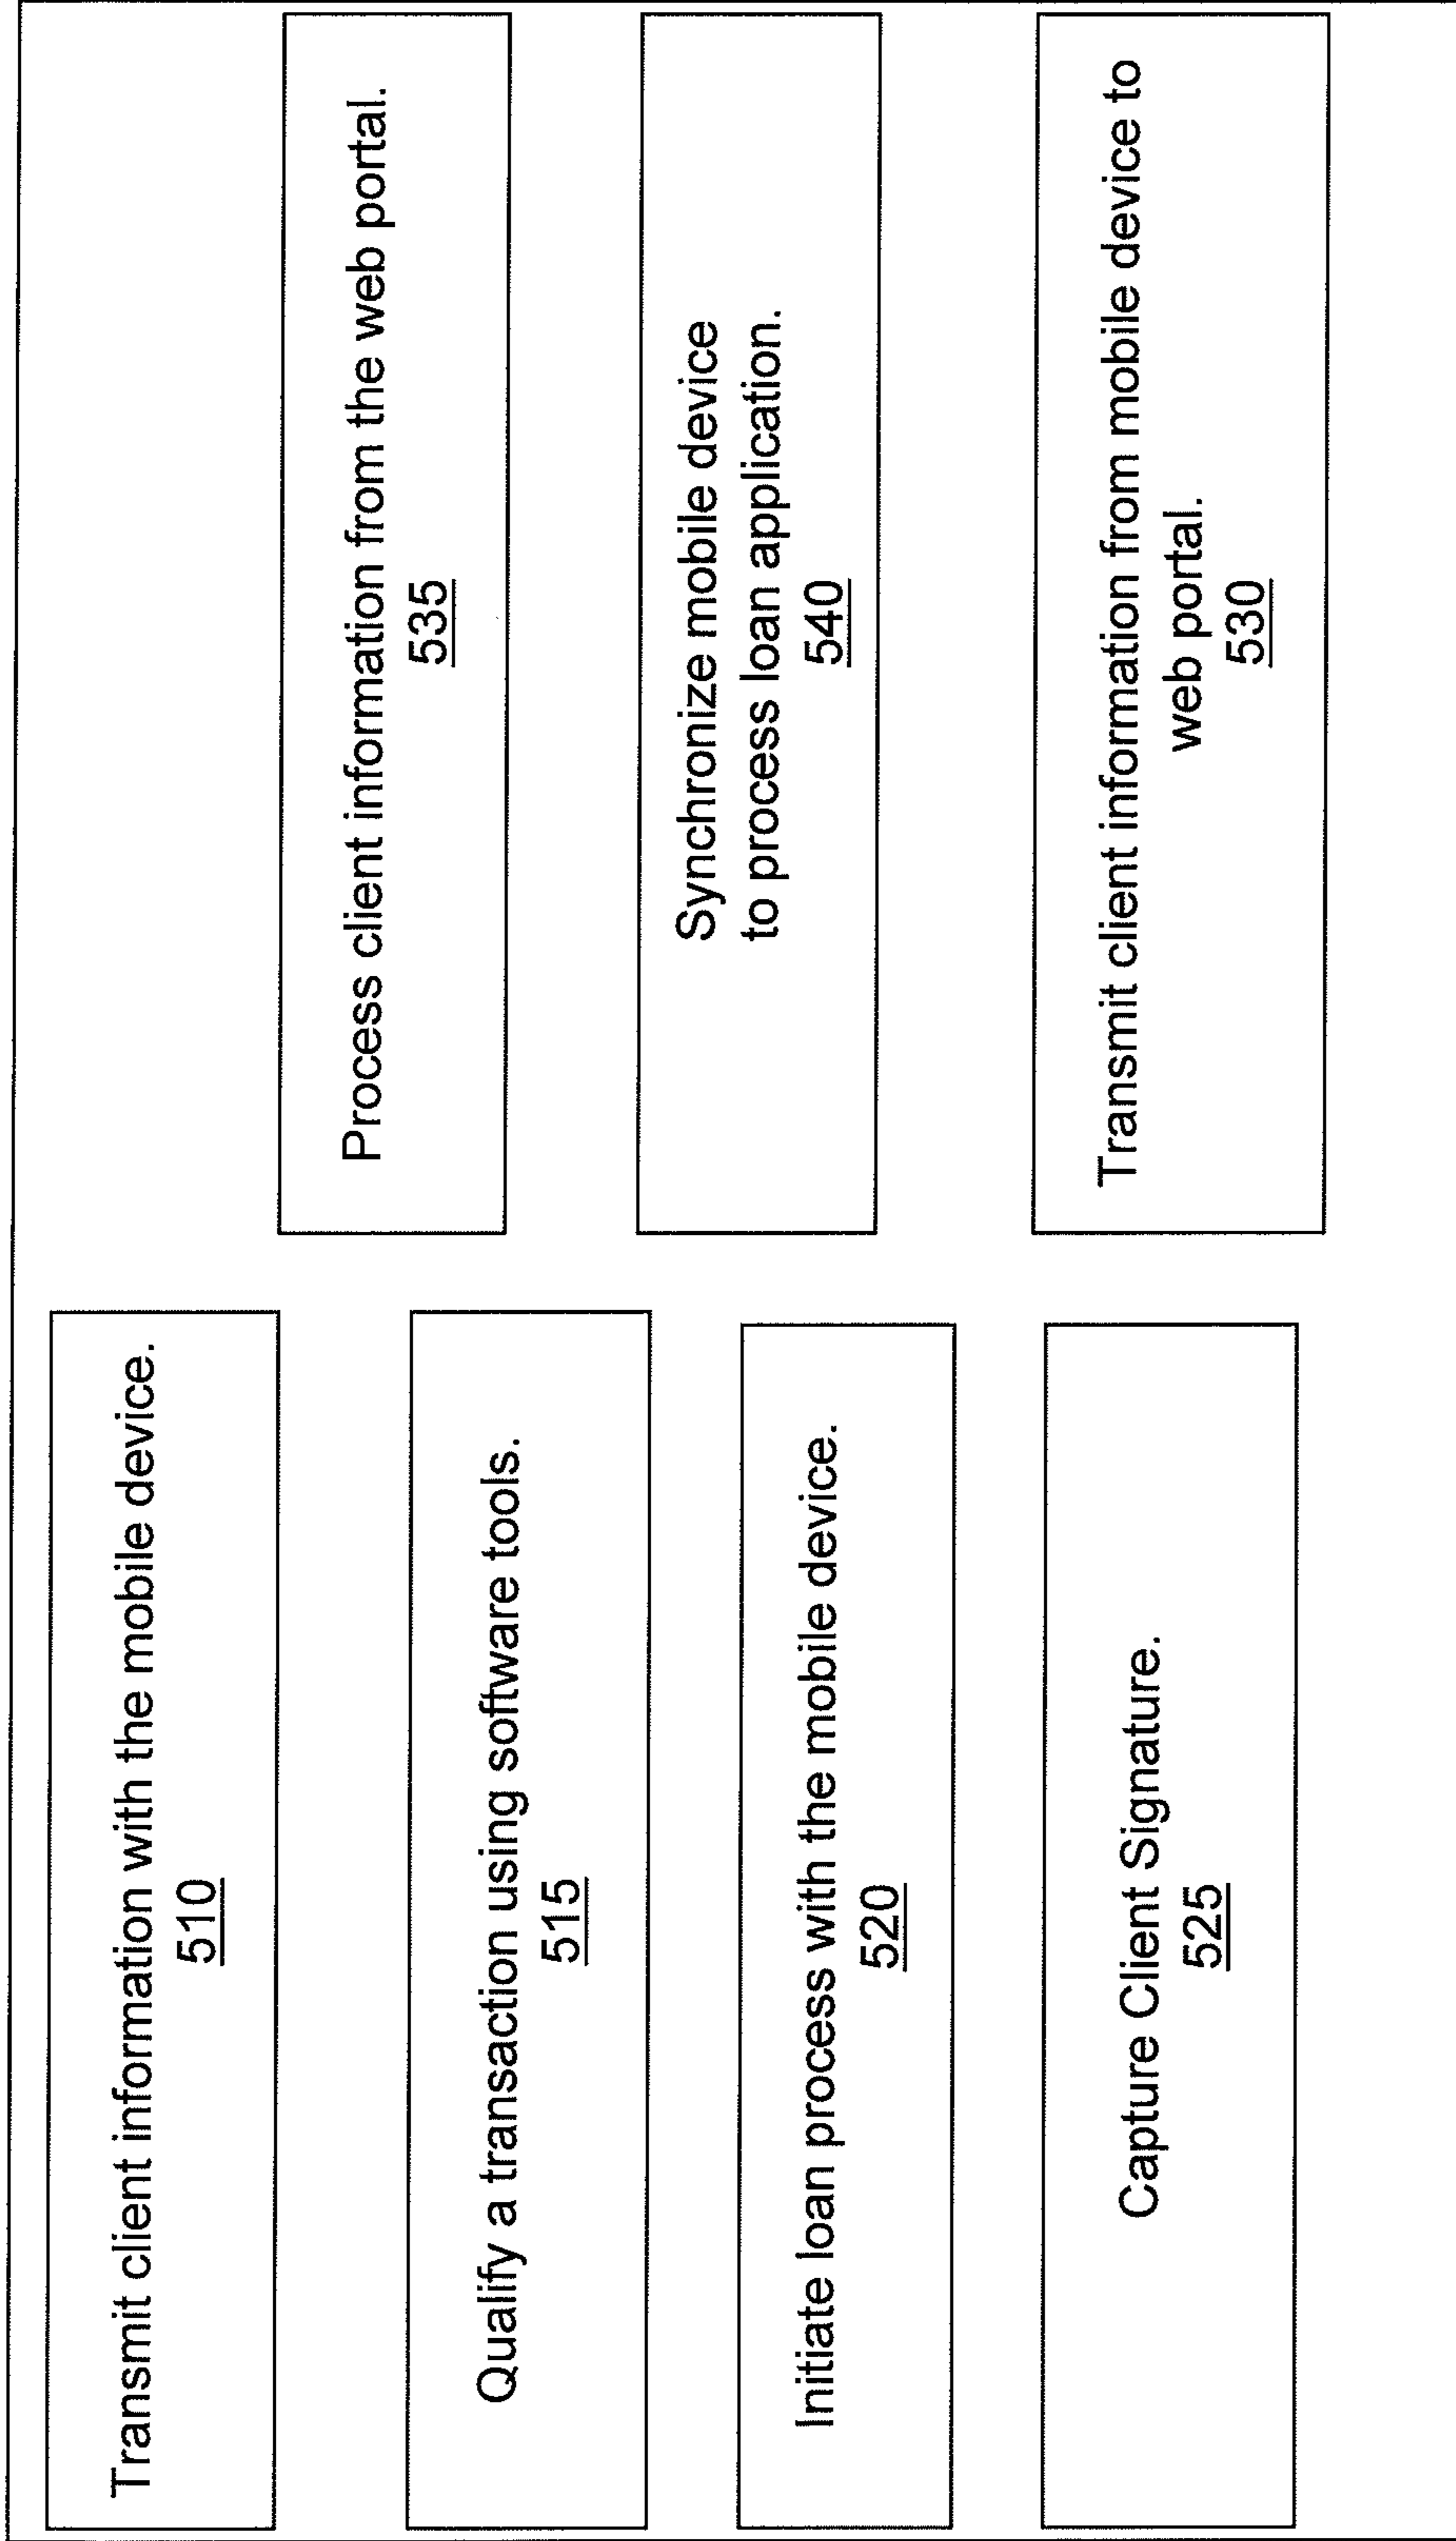 Transmit client information with the mobile device.
510
Qualify a transaction using software tools.
515
Initiate loan process with the mobile device.
520
Capture Client Signature.
525
Process client information from the web portal.
535
Synchronize mobile device
to process loan application.
540
Transmit client information from mobile device to
web portal.
530